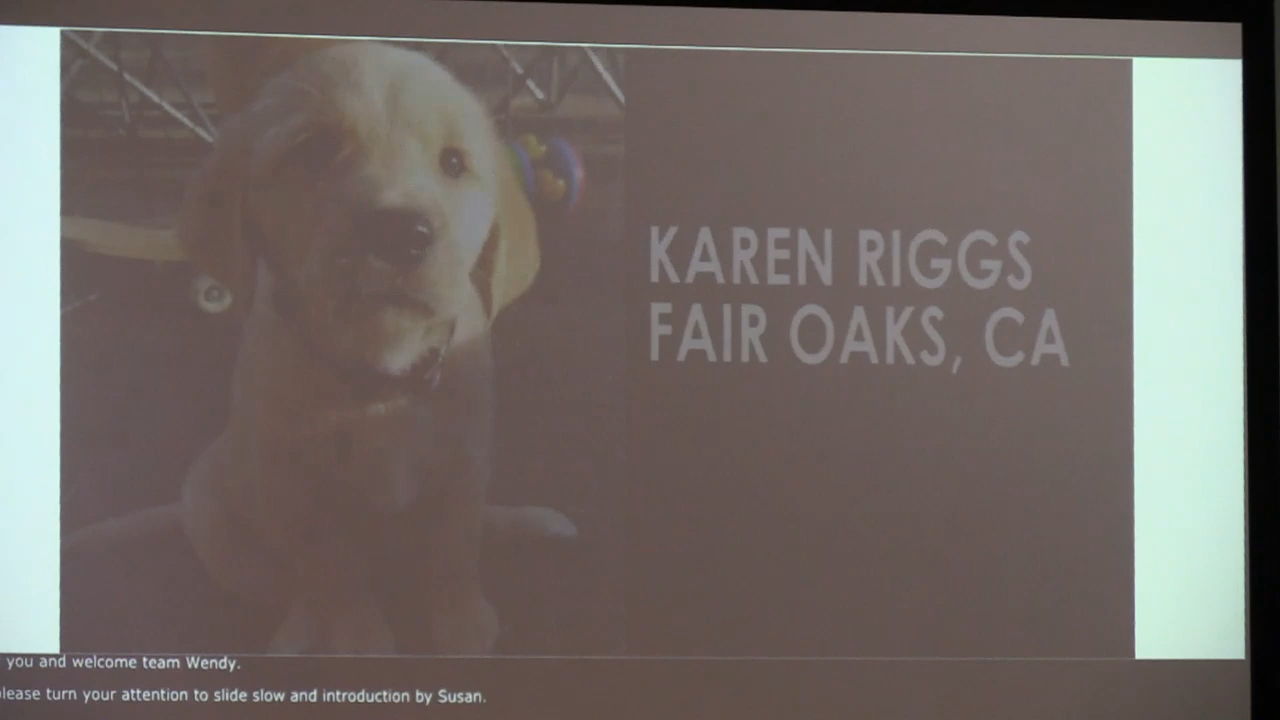 KAREN RIGGS
FAIR OAKS, CA
you and welcome team Wendy.
please turn your attention to slide slow and introduction by Susan.